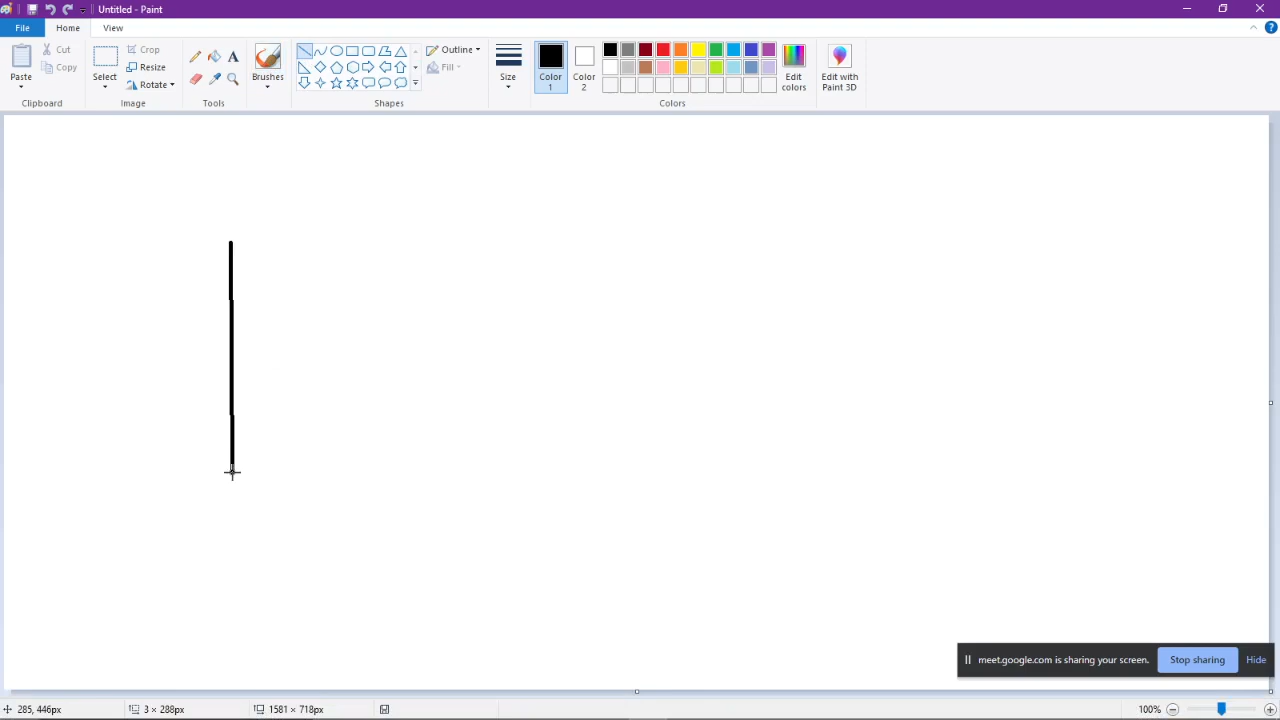 Untitled - Paint
File Home View
Paste
Cut
Copy
Clipboard
Select
Crop
Resize
Rotate
Image
A
Tools
Brushes
Outline
Fill
Shapes
Size
Color 1
Color 2
Edit colors
Colors
Edit with Paint 3D
meet.google.com is sharing your screen. Stop sharing Hide
285, 446px 3 × 288px 1581 × 718px 100%